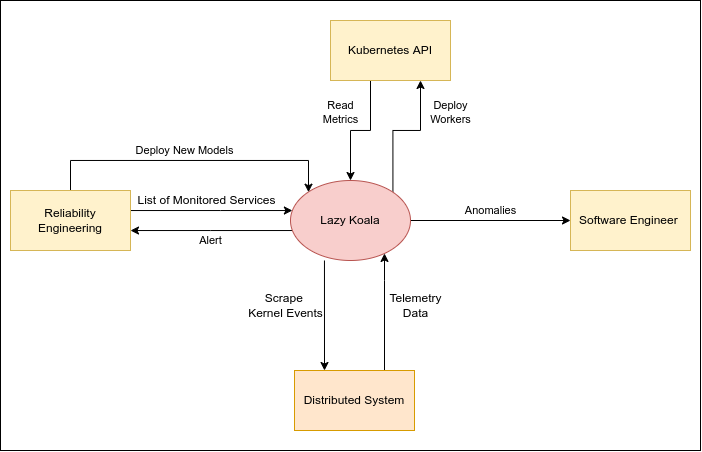 Kubernetes API
Read
Metrics
Deploy
Workers
Deploy New Models
List of Monitored Services
Reliability
Engineering
Lazy Koala
Anomalies
Software Engineer
Alert
Scrape
Kernel Events
Telemetry
Data
Distributed System